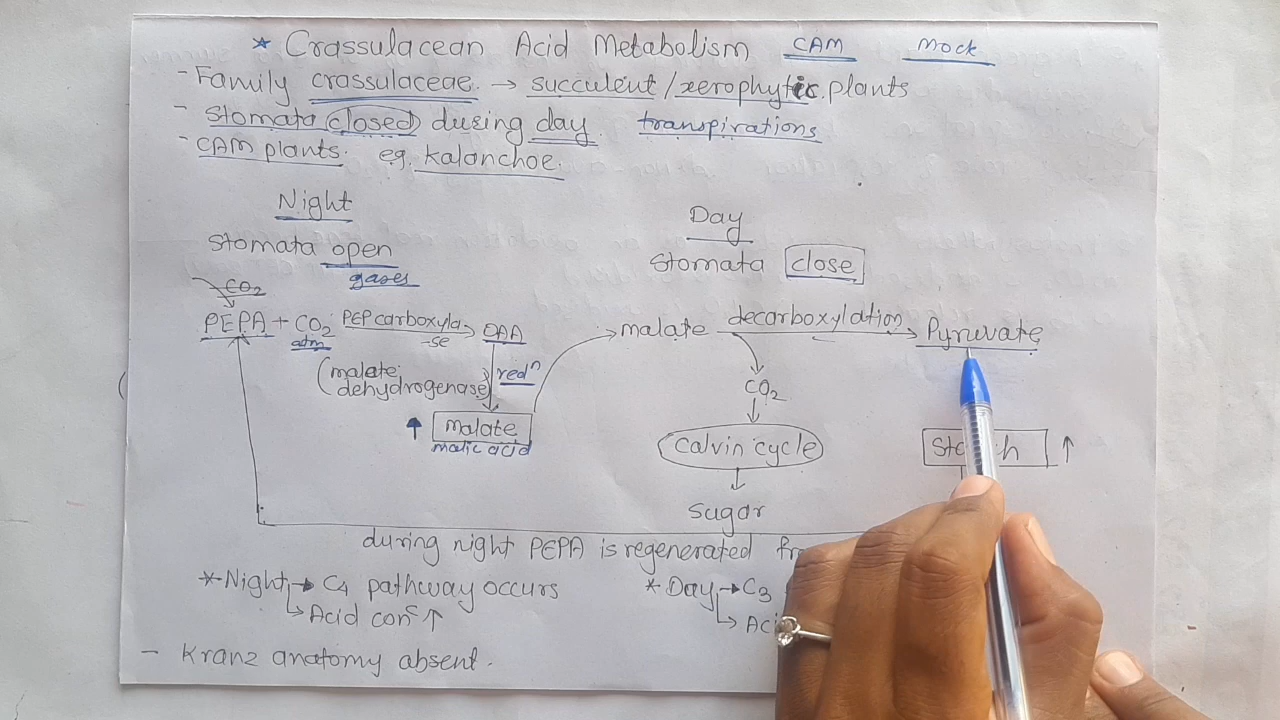 * Crassulacean Acid Metabolism CAM Mock
- Family crassulaceae → succulent/xerophytic plants
- Stomata closed during day transpirations
- CAM plants. eg. Kalanchoe.
Night
Stomata open
gases
CO2
PEPA + CO2 PEP carboxyla-se → OAA
atm
(malate dehydrogenase) redn
↑ malate
malic acid
Day
Stomata close
malate decarboxylation → Pyruvate
CO2
Calvin cycle
Sugar
↑
during night PEPA is regenerated
* Night → C4 pathway occurs
→ Acid conc ↑
* Day → C3
→
- Kranz anatomy absent.